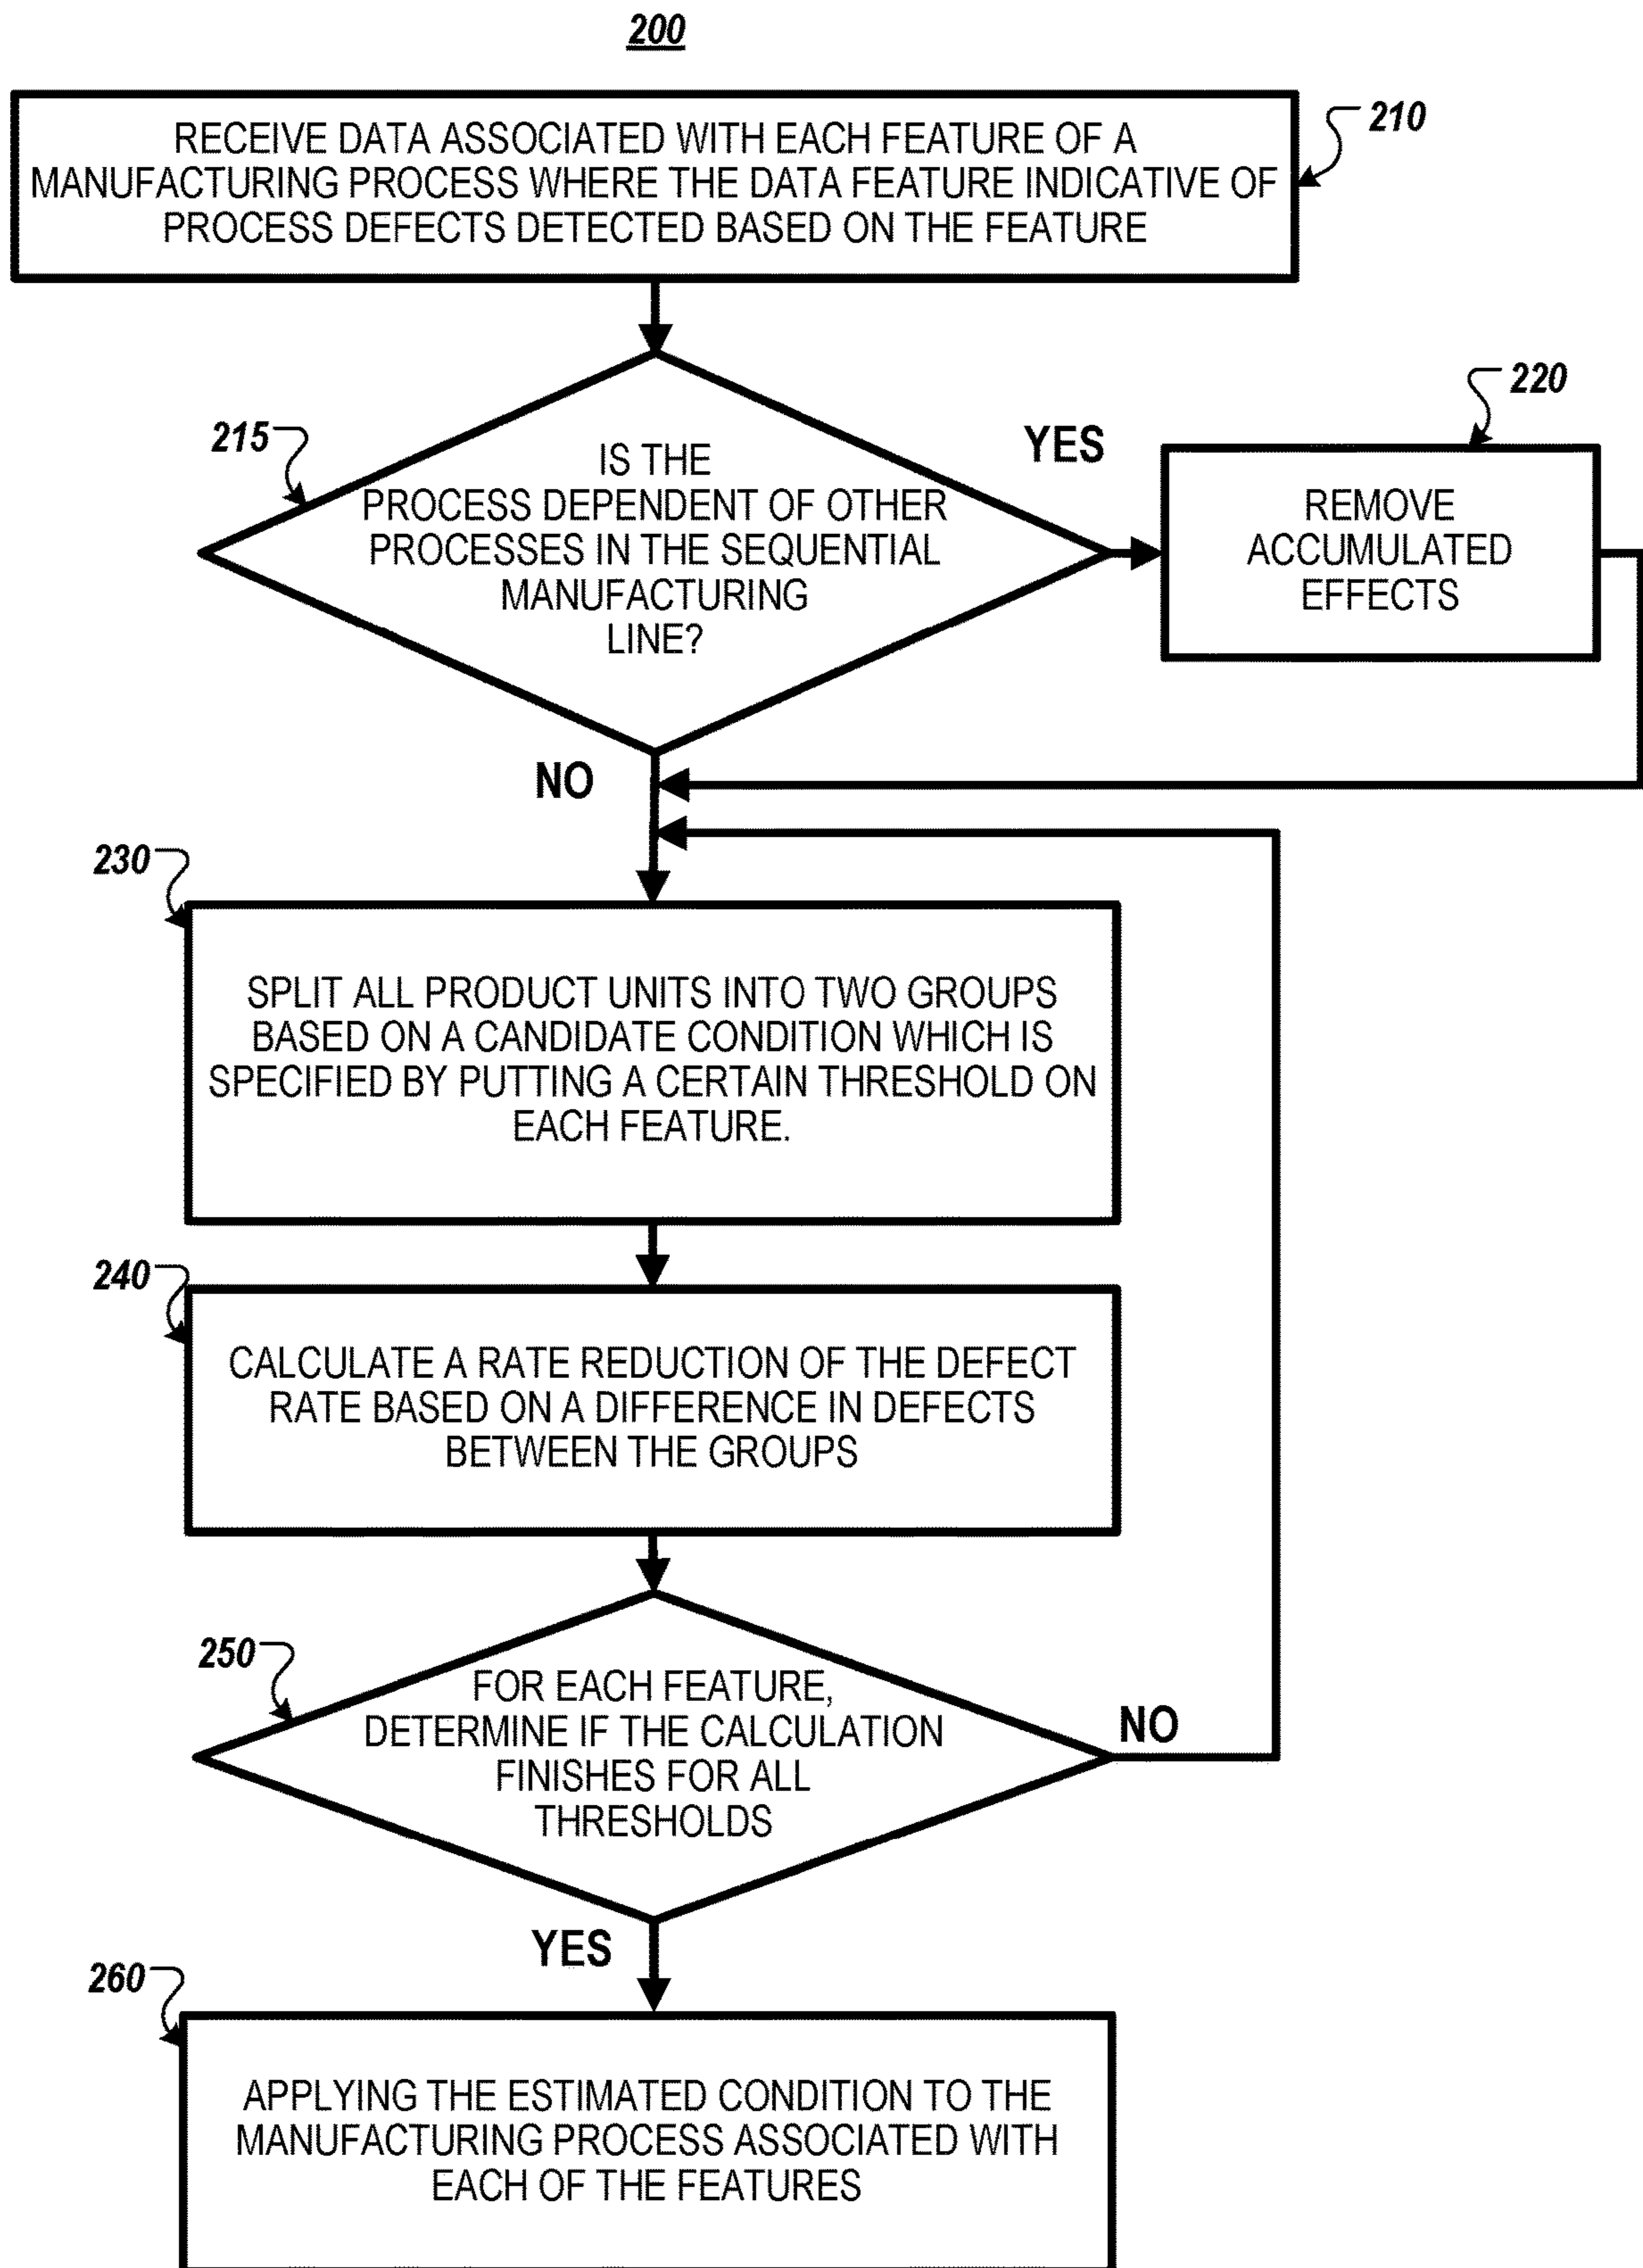 200
RECEIVE DATA ASSOCIATED WITH EACH FEATURE OF A
MANUFACTURING PROCESS WHERE THE DATA FEATURE INDICATIVE OF
PROCESS DEFECTS DETECTED BASED ON THE FEATURE
210
215
IS THE
PROCESS DEPENDENT OF OTHER
PROCESSES IN THE SEQUENTIAL
MANUFACTURING
LINE?
YES
220
REMOVE
ACCUMULATED
EFFECTS
NO
230
SPLIT ALL PRODUCT UNITS INTO TWO GROUPS
BASED ON A CANDIDATE CONDITION WHICH IS
SPECIFIED BY PUTTING A CERTAIN THRESHOLD ON
EACH FEATURE.
240
CALCULATE A RATE REDUCTION OF THE DEFECT
RATE BASED ON A DIFFERENCE IN DEFECTS
BETWEEN THE GROUPS
250
FOR EACH FEATURE,
DETERMINE IF THE CALCULATION
FINISHES FOR ALL
THRESHOLDS
NO
YES
260
APPLYING THE ESTIMATED CONDITION TO THE
MANUFACTURING PROCESS ASSOCIATED WITH
EACH OF THE FEATURES